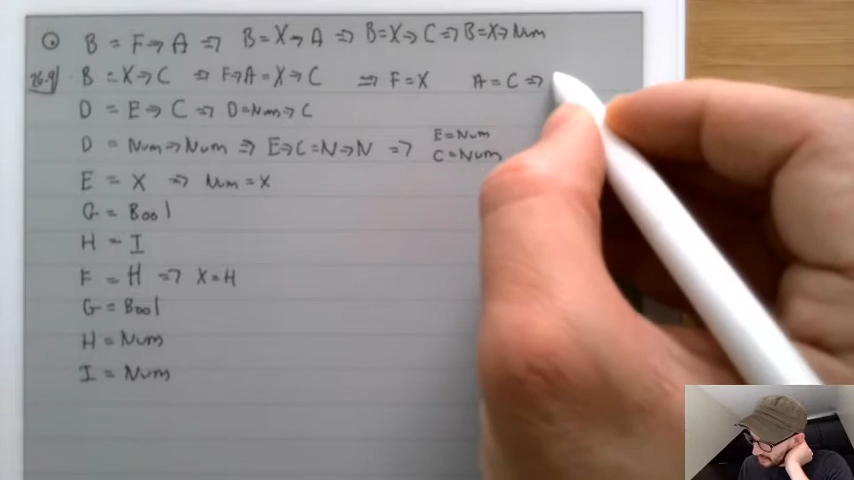 ⊙ B = F → A ⇒ B = X → A ⇒ B = X → C ⇒ B = X → Num
B = X → C ⇒ F → A = X → C ⇒ F = X A = C ⇒
D = E → C ⇒ D = Num → C
D = Num → Num ⇒ E → C = N → N ⇒ E = Num
C = Num
E = X ⇒ Num = X
G = Bool
H = I
F = H ⇒ X = H
G = Bool
H = Num
I = Num